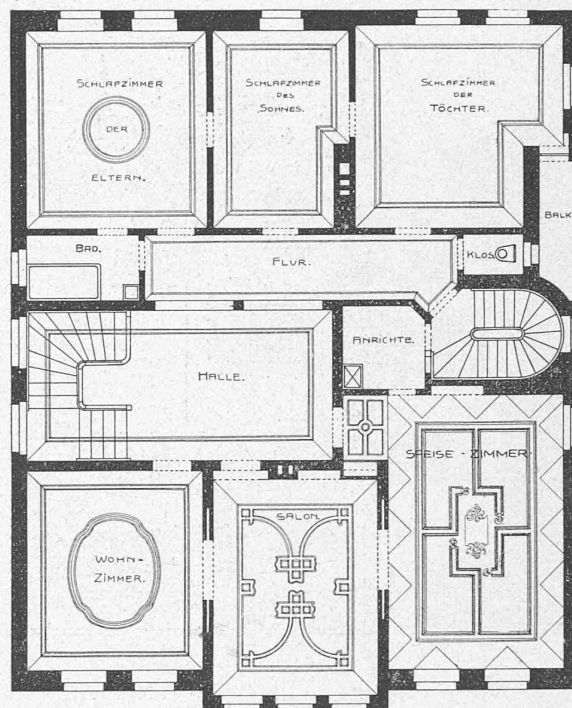 SCHLAFZIMMER
DER
ELTERN.
SCHLAFZIMMER
DES
SOHNES.
SCHLAFZIMMER
DER
TÖCHTER.
BALK
BAD.
FLUR.
KLOS.
HALLE.
ANRICHTE.
SPEISE-ZIMMER.
WOHN-
ZIMMER.
SALON.